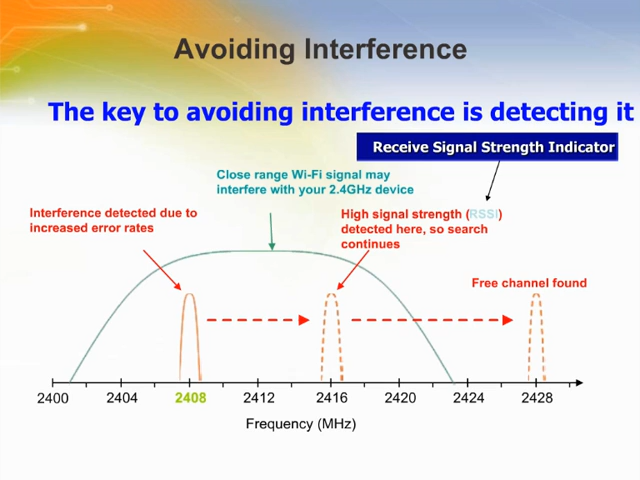 Avoiding Interference
The key to avoiding interference is detecting it
Receive Signal Strength Indicator
Close range Wi-Fi signal may
interfere with your 2.4GHz device
Interference detected due to
increased error rates
High signal strength (RSSI)
detected here, so search
continues
Free channel found
2400 2404 2408 2412 2416 2420 2424 2428
Frequency (MHz)